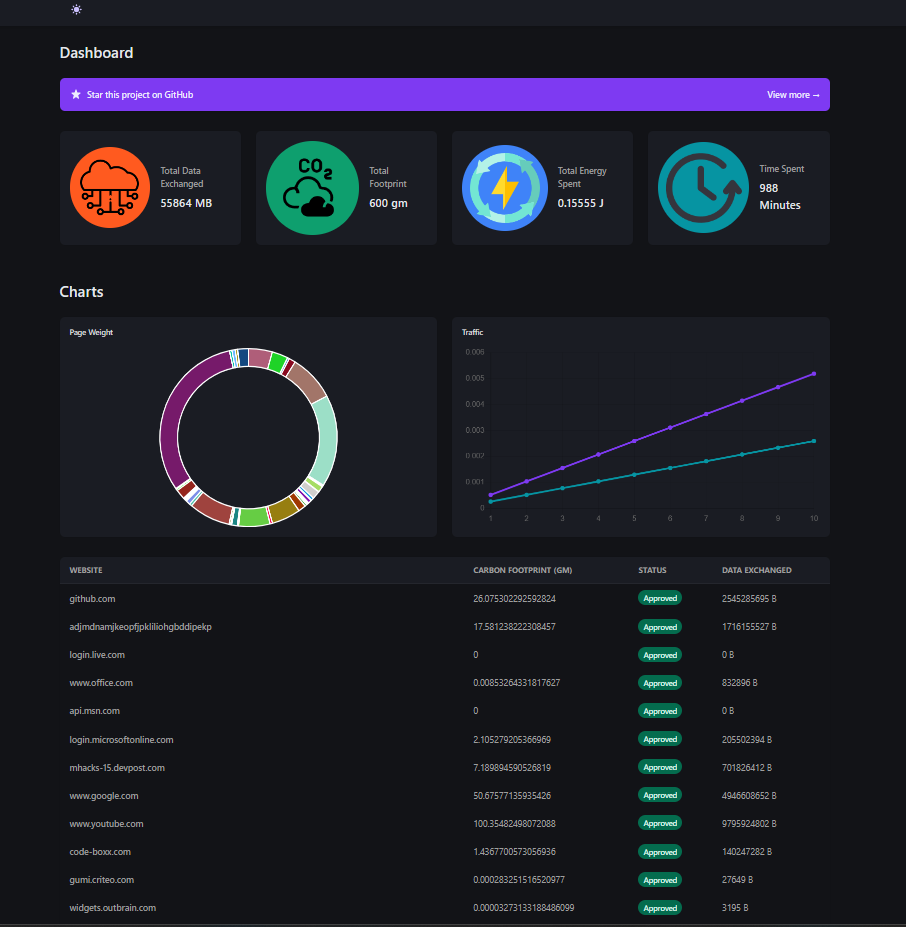 Dashboard
Star this project on GitHub
View more →
Total Data
Exchanged
55864 MB
CO2
Total
Footprint
600 gm
Total Energy
Spent
0.15555 J
Time Spent
988
Minutes
Charts
Page Weight
Traffic
0.006
0.005
0.004
0.003
0.002
0.001
0
1 2 3 4 5 6 7 8 9 10
WEBSITE CARBON FOOTPRINT (GM) STATUS DATA EXCHANGED
github.com 26.075302292592824 Approved 2545285695 B
adjmdnamjkeopfjpkliliohgbddipekp 17.581238222308457 Approved 1716155527 B
login.live.com 0 Approved 0 B
www.office.com 0.00853264331817627 Approved 832896 B
api.msn.com 0 Approved 0 B
login.microsoftonline.com 2.105279205366969 Approved 205502394 B
mhacks-15.devpost.com 7.189894590526819 Approved 701826412 B
www.google.com 50.67577135935426 Approved 4946608652 B
www.youtube.com 100.35482498072088 Approved 9795924802 B
code-boxx.com 1.4367700573056936 Approved 140247282 B
gumi.criteo.com 0.000283251516520977 Approved 27649 B
widgets.outbrain.com 0.00003273133188486099 Approved 3195 B